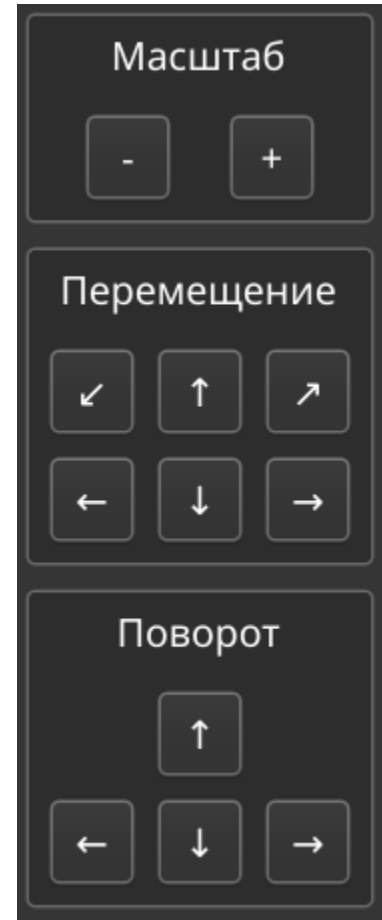 Масштаб
- +
Перемещение
↙ ↑ ↗
← ↓ →
Поворот
↑
← ↓ →